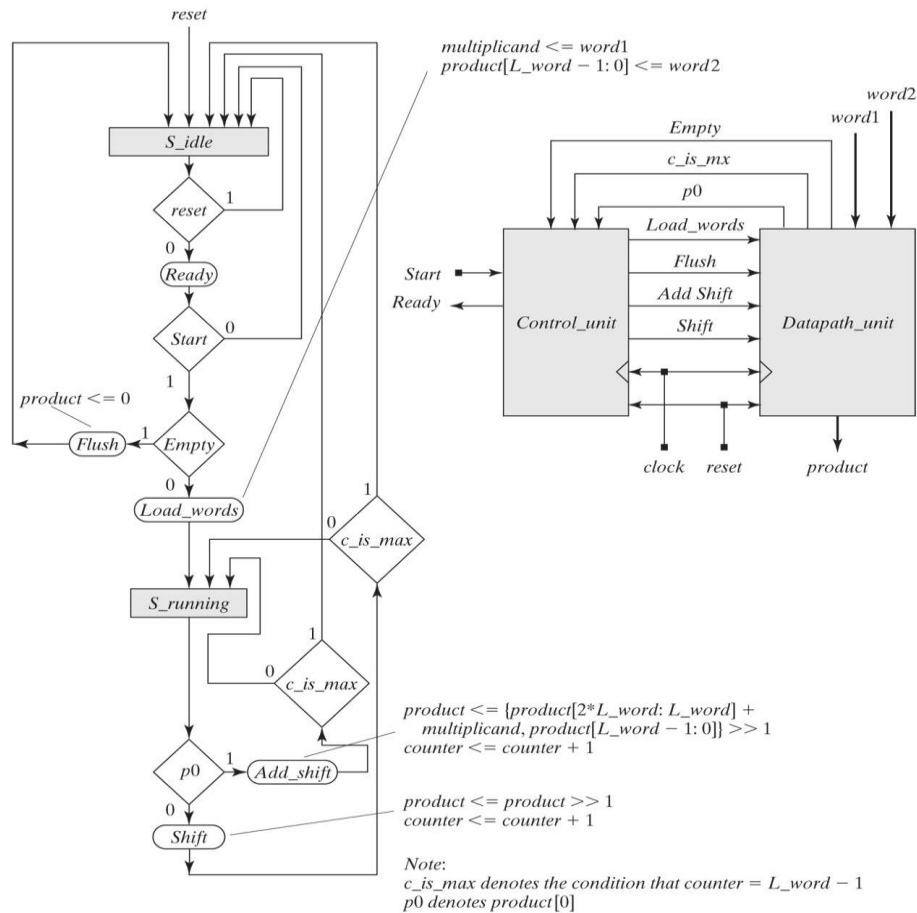 reset
multiplicand <= word1
product[L_word − 1: 0] <= word2
S_idle
reset
1
0
Ready
Start
0
1
product <= 0
Flush
1
Empty
0
Load_words
S_running
1
0
c_is_max
1
0
c_is_max
p0
1
Add_shift
0
Shift
product <= {product[2*L_word: L_word] +
multiplicand, product[L_word − 1: 0]} >> 1
counter <= counter + 1
product <= product >> 1
counter <= counter + 1
Note:
c_is_max denotes the condition that counter = L_word − 1
p0 denotes product[0]
word2
word1
Empty
c_is_mx
p0
Load_words
Flush
Add Shift
Shift
Start
Ready
Control_unit
Datapath_unit
clock
reset
product